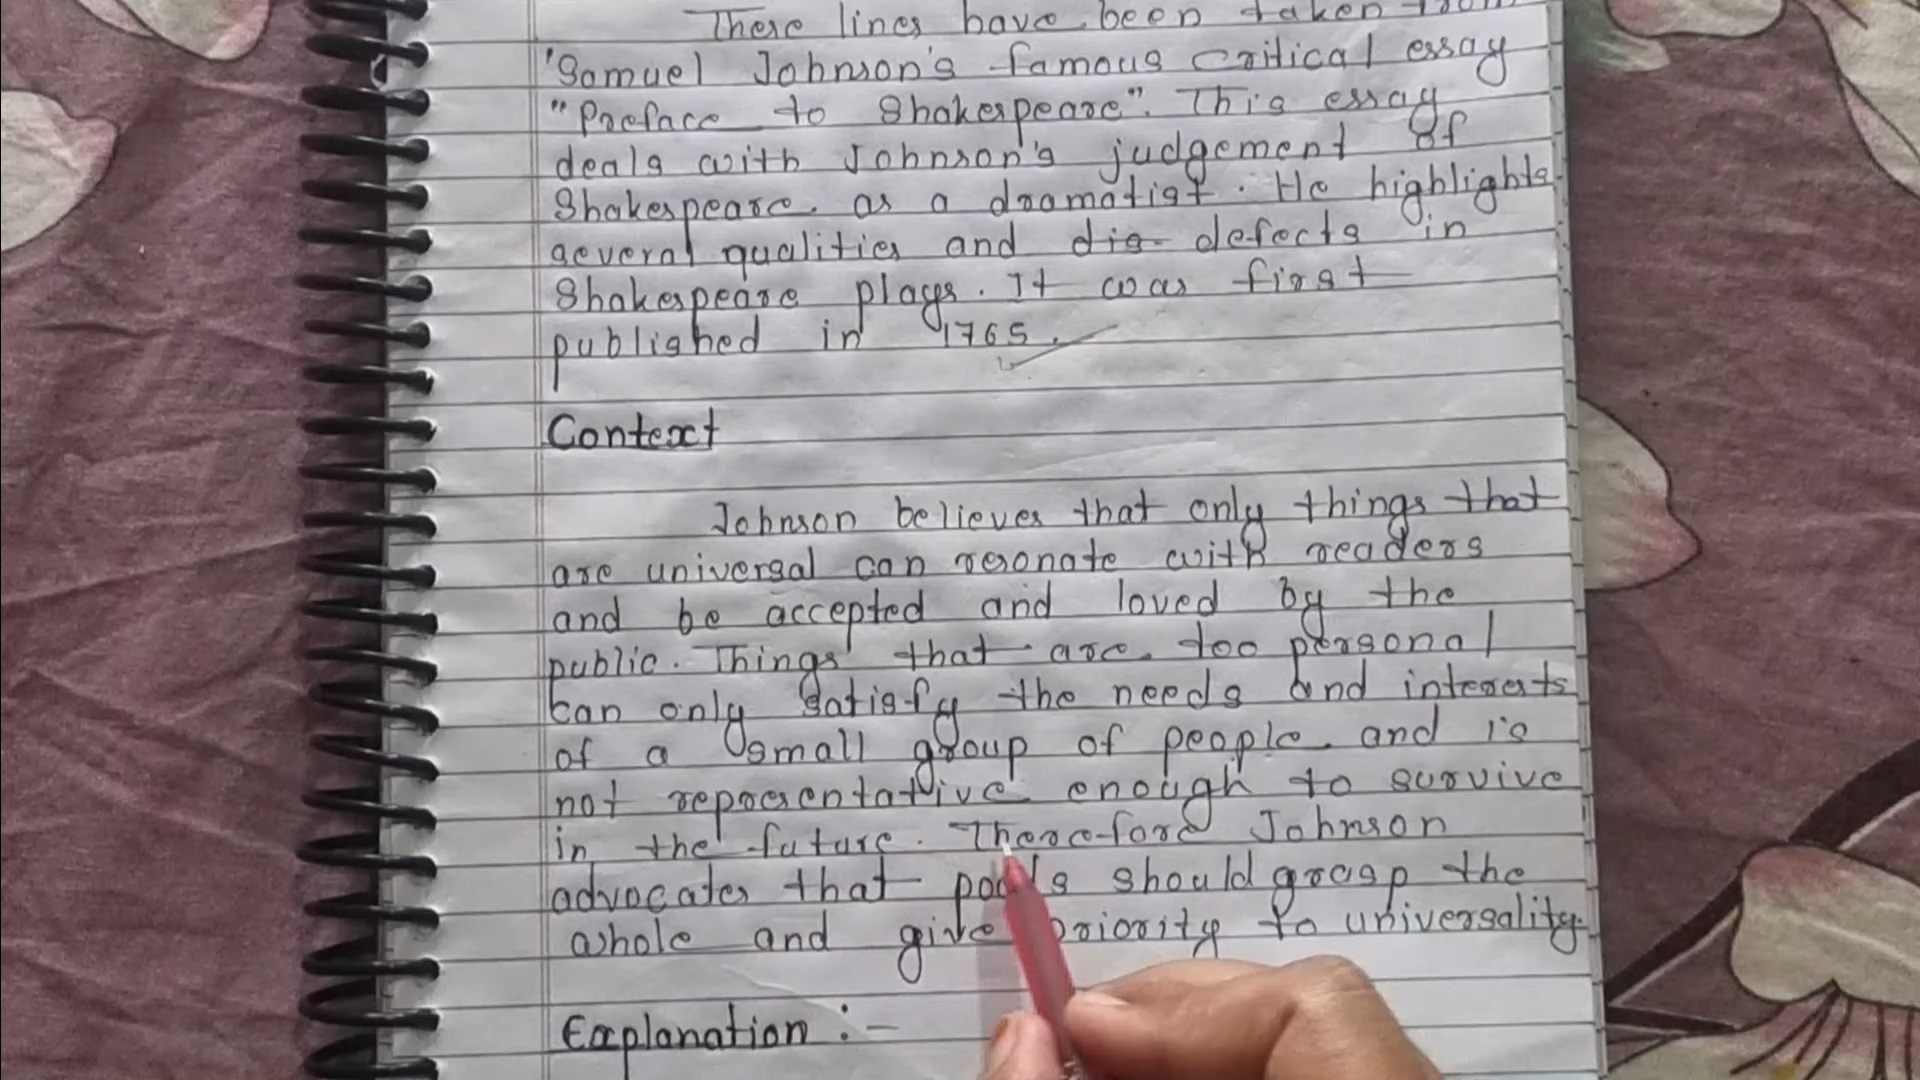 These lines have been taken from
'Samuel Johnson's famous critical essay
"Preface to Shakespeare". This essay
deals with Johnson's judgement of
Shakespeare as a dramatist. He highlights
several qualities and dis- defects in
Shakespeare plays. It was first
published in 1765.
Context
Johnson believes that only things that
are universal can resonate with readers
and be accepted and loved by the
public. Things that are too personal
can only satisfy the needs and interests
of a small group of people and is
not representative enough to survive
in the future. Therefore Johnson
advocates that poets should grasp the
whole and give priority to universality.
Explanation :-